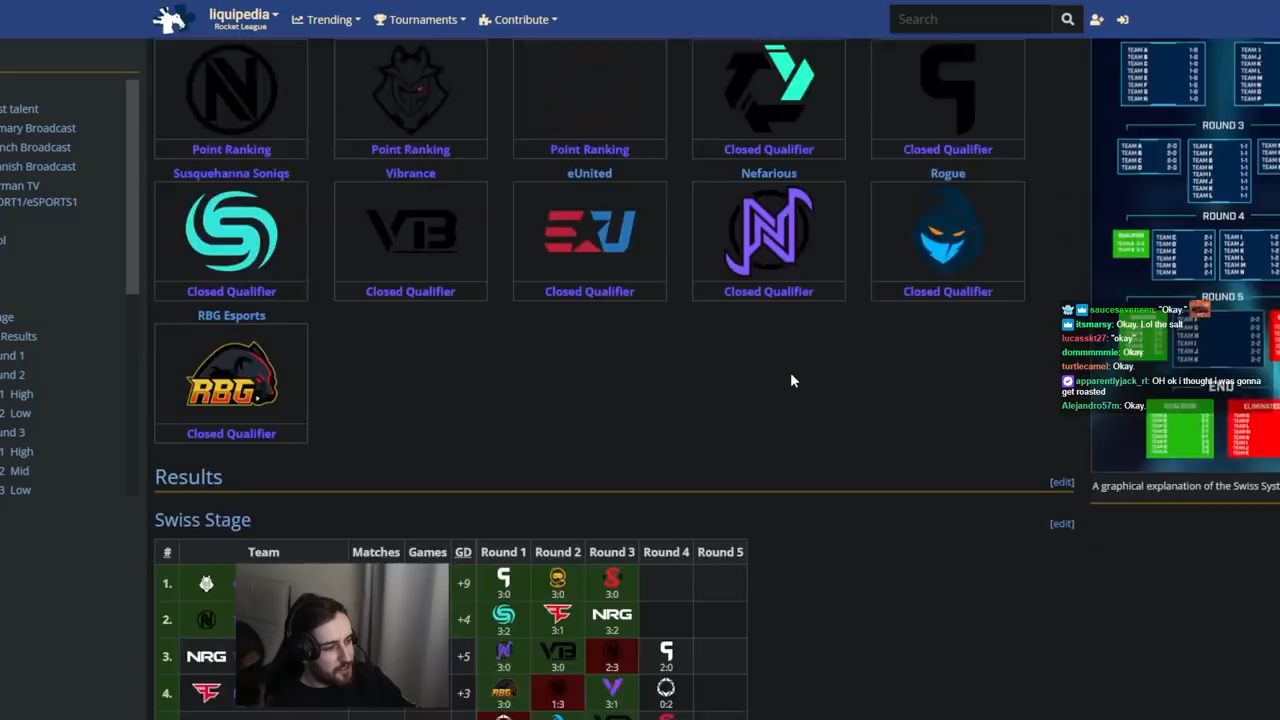 liquipedia
Rocket League
Trending
Tournaments
Contribute
Search
st talent
mary Broadcast
nch Broadcast
anish Broadcast
rman TV
ORT1/eSPORTS1
ol
ge
Results
und 1
und 2
1 High
2 Low
und 3
1 High
2 Mid
3 Low
Point Ranking
Point Ranking
Point Ranking
Closed Qualifier
Closed Qualifier
Susquehanna Soniqs
Vibrance
eUnited
Nefarious
Rogue
Closed Qualifier
Closed Qualifier
Closed Qualifier
Closed Qualifier
Closed Qualifier
RBG Esports
RBG
Closed Qualifier
Results
[edit]
Swiss Stage
[edit]
# Team Matches Games GD Round 1 Round 2 Round 3 Round 4 Round 5
1. +9 3:0 3:0 3:0
2. +4 3:2 3:1 NRG 3:2
3. NRG +5 3:0 3:0 2:3 2:0
4. +3 3:0 1:3 3:1 0:2
ROUND 3
ROUND 4
ROUND 5
END
saucesaveneen: "Okay."
itsmarsy: Okay. Lol the salt
lucasskt27: "okay"
dommmmmie: Okay
turtlecamel: Okay.
apparentlyjack_rl: OH ok i thought i was gonna
get roasted
Alejandro57m: Okay.
A graphical explanation of the Swiss Syst